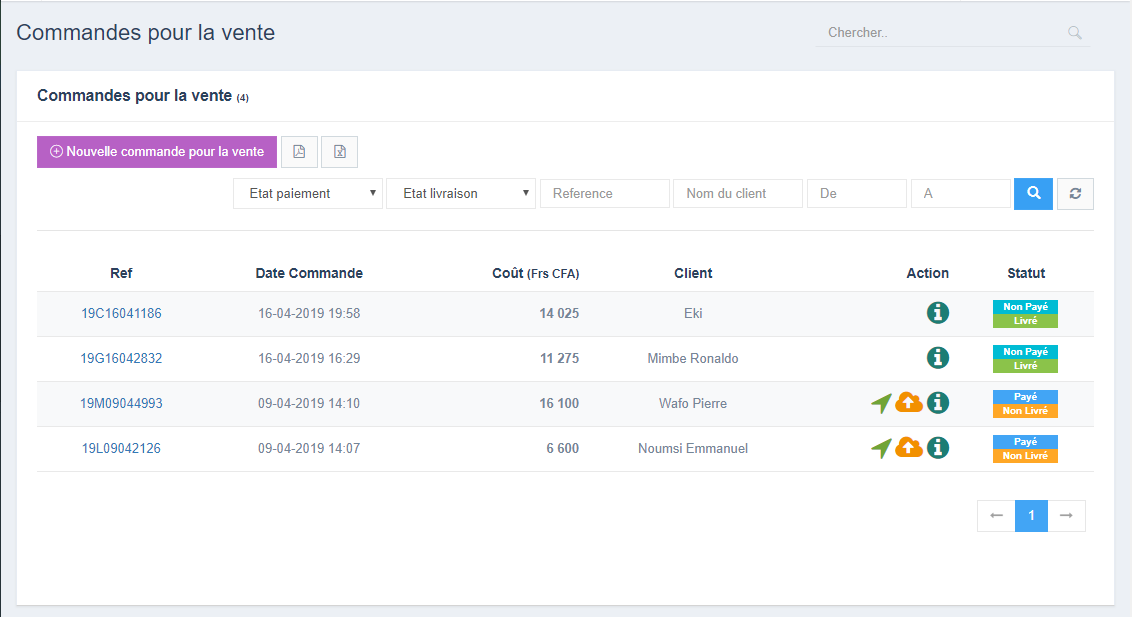 Commandes pour la vente
Chercher..
Commandes pour la vente (4)
Nouvelle commande pour la vente
Etat paiement Etat livraison Reference Nom du client De A
Ref Date Commande Coût (Frs CFA) Client Action Statut
19C16041186 16-04-2019 19:58 14 025 Eki Non Payé
Livré
19G16042832 16-04-2019 16:29 11 275 Mimbe Ronaldo Non Payé
Livré
19M09044993 09-04-2019 14:10 16 100 Wafo Pierre Payé
Non Livré
19L09042126 09-04-2019 14:07 6 600 Noumsi Emmanuel Payé
Non Livré
← 1 →